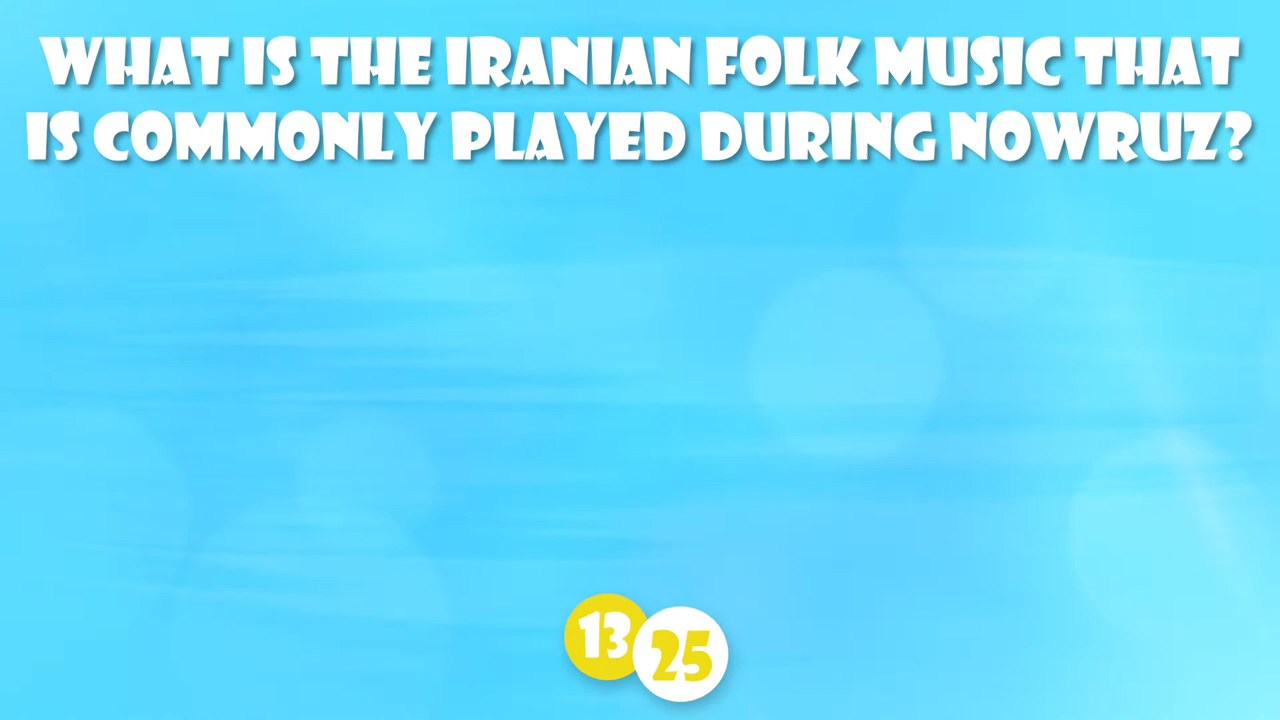 WHAT IS THE IRANIAN FOLK MUSIC THAT
IS COMMONLY PLAYED DURING NOWRUZ?
13
25